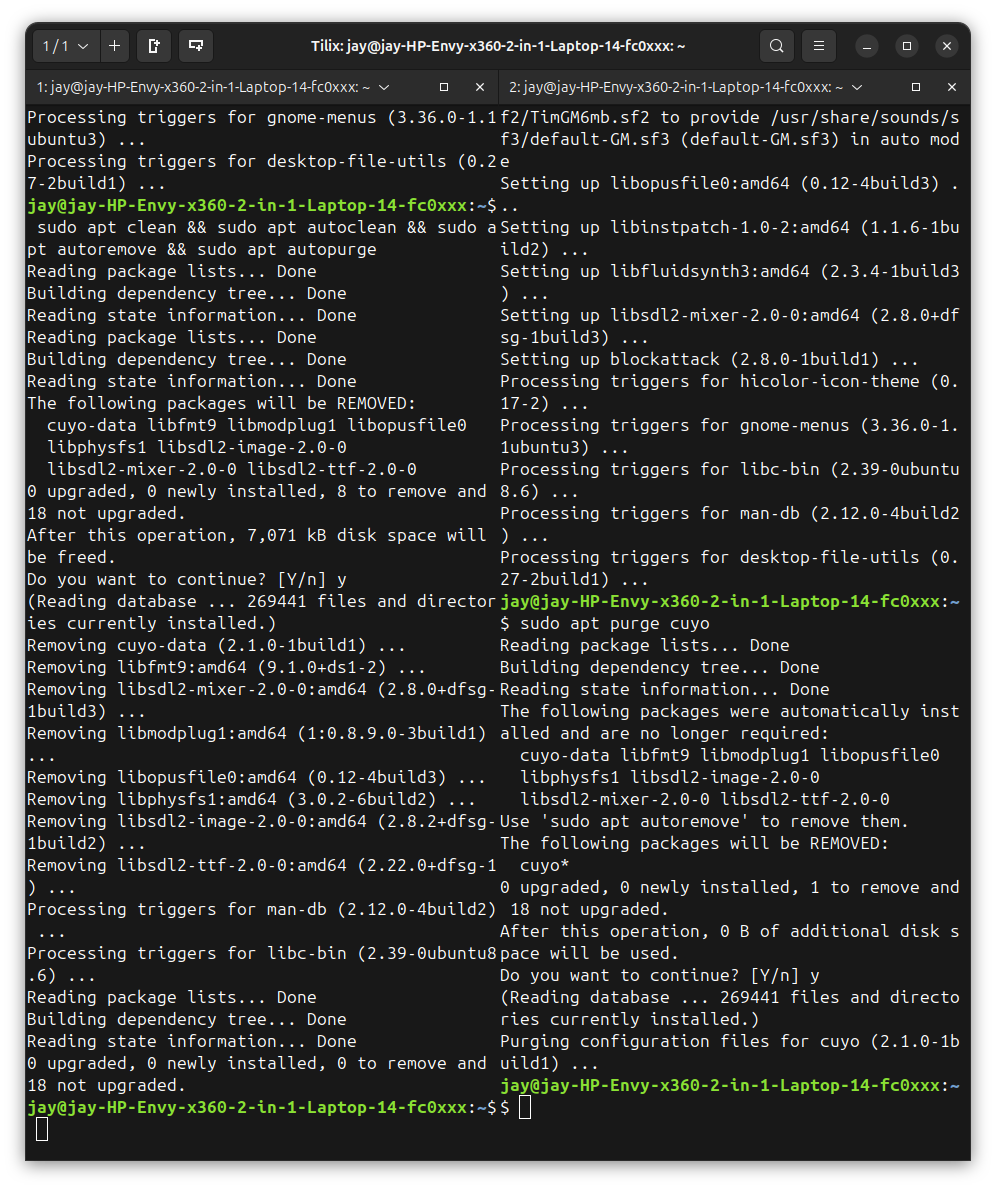 1 / 1
Tilix: jay@jay-HP-Envy-x360-2-in-1-Laptop-14-fc0xxx: ~
1: jay@jay-HP-Envy-x360-2-in-1-Laptop-14-fc0xxx: ~
Processing triggers for gnome-menus (3.36.0-1.1
ubuntu3) ...
Processing triggers for desktop-file-utils (0.2
7-2build1) ...
jay@jay-HP-Envy-x360-2-in-1-Laptop-14-fc0xxx:~$
sudo apt clean && sudo apt autoclean && sudo a
pt autoremove && sudo apt autopurge
Reading package lists... Done
Building dependency tree... Done
Reading state information... Done
Reading package lists... Done
Building dependency tree... Done
Reading state information... Done
The following packages will be REMOVED:
  cuyo-data libfmt9 libmodplug1 libopusfile0
  libphysfs1 libsdl2-image-2.0-0
  libsdl2-mixer-2.0-0 libsdl2-ttf-2.0-0
0 upgraded, 0 newly installed, 8 to remove and
18 not upgraded.
After this operation, 7,071 kB disk space will
be freed.
Do you want to continue? [Y/n] y
(Reading database ... 269441 files and director
ies currently installed.)
Removing cuyo-data (2.1.0-1build1) ...
Removing libfmt9:amd64 (9.1.0+ds1-2) ...
Removing libsdl2-mixer-2.0-0:amd64 (2.8.0+dfsg-
1build3) ...
Removing libmodplug1:amd64 (1:0.8.9.0-3build1)
...
Removing libopusfile0:amd64 (0.12-4build3) ...
Removing libphysfs1:amd64 (3.0.2-6build2) ...
Removing libsdl2-image-2.0-0:amd64 (2.8.2+dfsg-
1build2) ...
Removing libsdl2-ttf-2.0-0:amd64 (2.22.0+dfsg-1
) ...
Processing triggers for man-db (2.12.0-4build2)
 ...
Processing triggers for libc-bin (2.39-0ubuntu8
.6) ...
Reading package lists... Done
Building dependency tree... Done
Reading state information... Done
0 upgraded, 0 newly installed, 0 to remove and
18 not upgraded.
jay@jay-HP-Envy-x360-2-in-1-Laptop-14-fc0xxx:~$
2: jay@jay-HP-Envy-x360-2-in-1-Laptop-14-fc0xxx: ~
f2/TimGM6mb.sf2 to provide /usr/share/sounds/s
f3/default-GM.sf3 (default-GM.sf3) in auto mod
e
Setting up libopusfile0:amd64 (0.12-4build3) .
..
Setting up libinstpatch-1.0-2:amd64 (1.1.6-1bu
ild2) ...
Setting up libfluidsynth3:amd64 (2.3.4-1build3
) ...
Setting up libsdl2-mixer-2.0-0:amd64 (2.8.0+df
sg-1build3) ...
Setting up blockattack (2.8.0-1build1) ...
Processing triggers for hicolor-icon-theme (0.
17-2) ...
Processing triggers for gnome-menus (3.36.0-1.
1ubuntu3) ...
Processing triggers for libc-bin (2.39-0ubuntu
8.6) ...
Processing triggers for man-db (2.12.0-4build2
) ...
Processing triggers for desktop-file-utils (0.
27-2build1) ...
jay@jay-HP-Envy-x360-2-in-1-Laptop-14-fc0xxx:~
$ sudo apt purge cuyo
Reading package lists... Done
Building dependency tree... Done
Reading state information... Done
The following packages were automatically inst
alled and are no longer required:
  cuyo-data libfmt9 libmodplug1 libopusfile0
  libphysfs1 libsdl2-image-2.0-0
  libsdl2-mixer-2.0-0 libsdl2-ttf-2.0-0
Use 'sudo apt autoremove' to remove them.
The following packages will be REMOVED:
  cuyo*
0 upgraded, 0 newly installed, 1 to remove and
 18 not upgraded.
After this operation, 0 B of additional disk s
pace will be used.
Do you want to continue? [Y/n] y
(Reading database ... 269441 files and directo
ries currently installed.)
Purging configuration files for cuyo (2.1.0-1b
uild1) ...
jay@jay-HP-Envy-x360-2-in-1-Laptop-14-fc0xxx:~
$